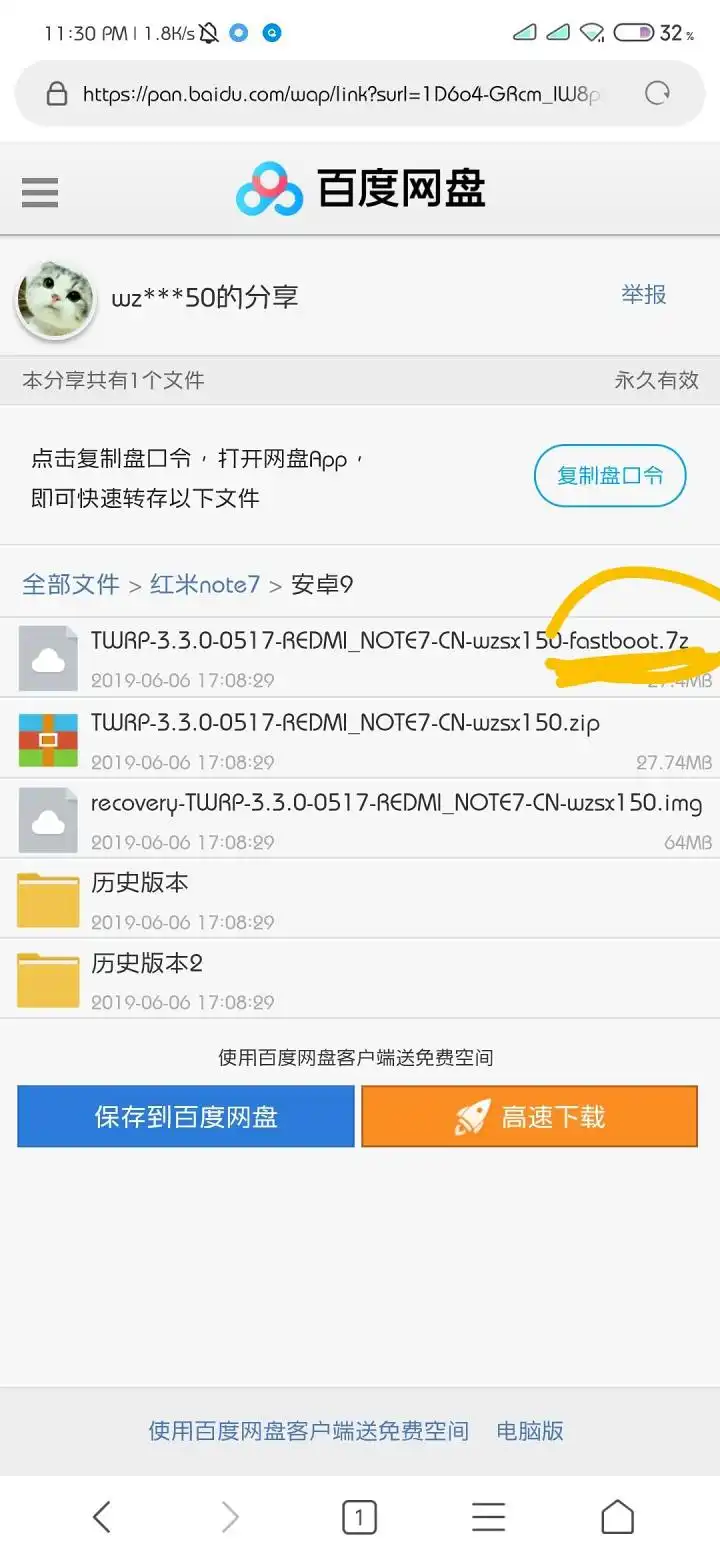 11:30 PM | 1.8K/s
32%
https://pan.baidu.com/wap/link?surl=1D6o4-GRcm_IW8p
百度网盘
wz***50的分享
举报
本分享共有1个文件
永久有效
点击复制盘口令，打开网盘App，
即可快速转存以下文件
复制盘口令
全部文件 > 红米note7 > 安卓9
TWRP-3.3.0-0517-REDMI_NOTE7-CN-wzsx150-fastboot.7z
2019-06-06 17:08:29
27.4MB
TWRP-3.3.0-0517-REDMI_NOTE7-CN-wzsx150.zip
2019-06-06 17:08:29
27.74MB
recovery-TWRP-3.3.0-0517-REDMI_NOTE7-CN-wzsx150.img
2019-06-06 17:08:29
64MB
历史版本
2019-06-06 17:08:29
历史版本2
2019-06-06 17:08:29
使用百度网盘客户端送免费空间
保存到百度网盘
高速下载
使用百度网盘客户端送免费空间
电脑版
1